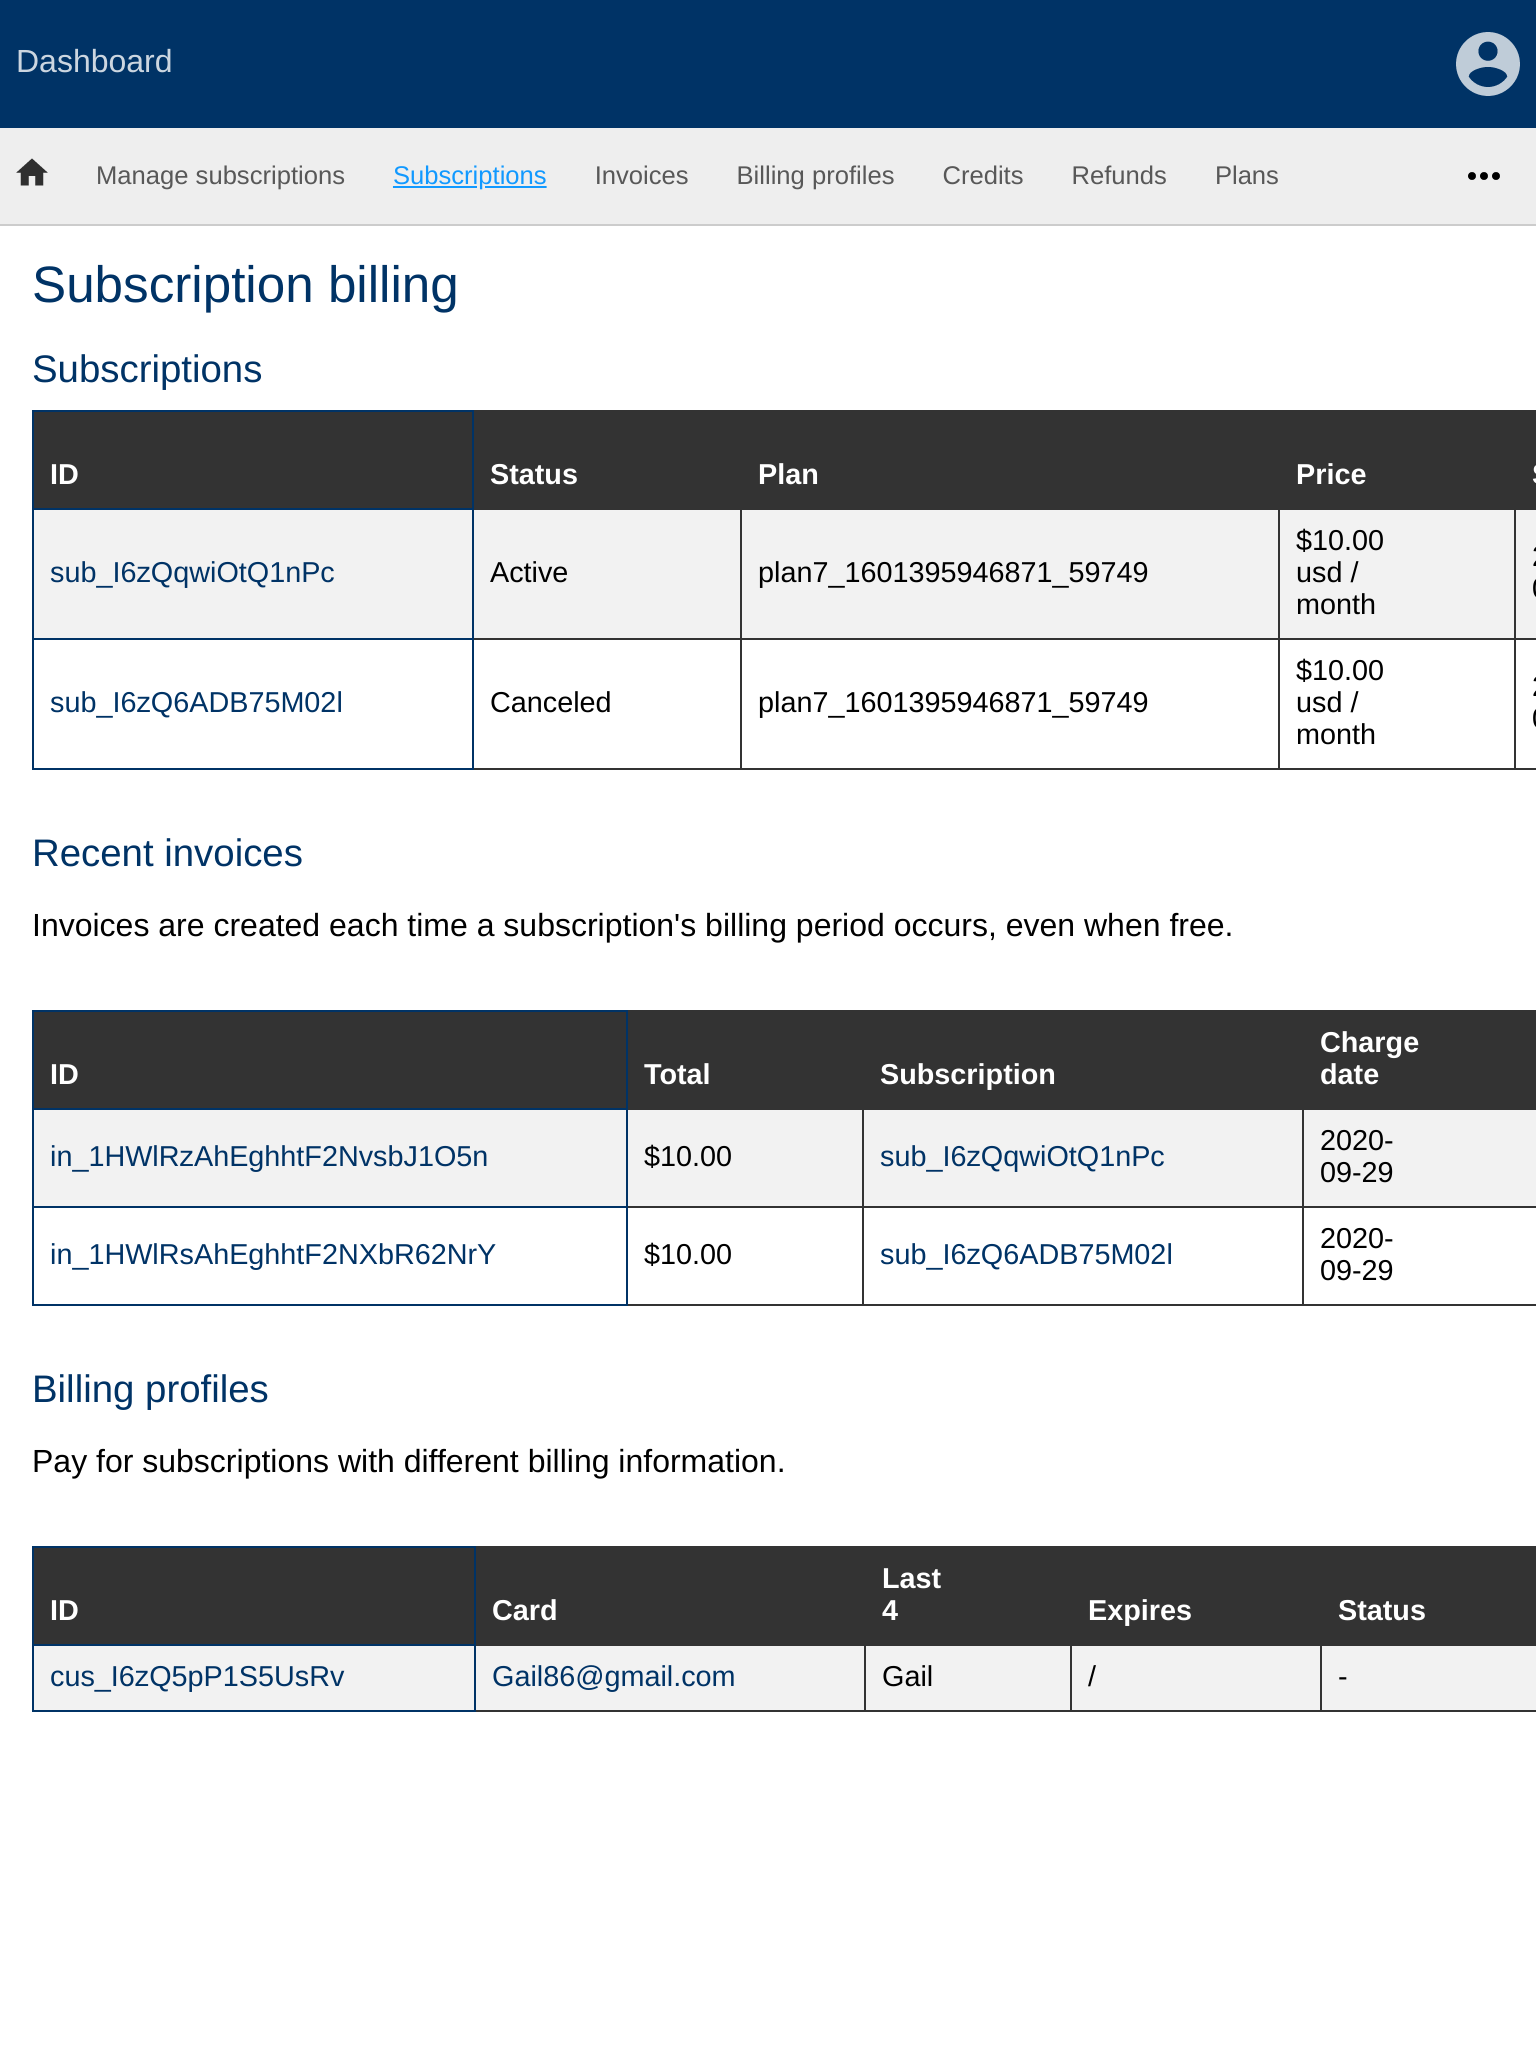 Dashboard
Manage subscriptions Subscriptions Invoices Billing profiles Credits Refunds Plans
Subscription billing
Subscriptions
ID Status Plan Price
sub_I6zQqwiOtQ1nPc Active plan7_1601395946871_59749 $10.00
usd /
month
sub_I6zQ6ADB75M02l Canceled plan7_1601395946871_59749 $10.00
usd /
month
Recent invoices
Invoices are created each time a subscription's billing period occurs, even when free.
ID Total Subscription Charge
date
in_1HWlRzAhEghhtF2NvsbJ1O5n $10.00 sub_I6zQqwiOtQ1nPc 2020-
09-29
in_1HWlRsAhEghhtF2NXbR62NrY $10.00 sub_I6zQ6ADB75M02l 2020-
09-29
Billing profiles
Pay for subscriptions with different billing information.
ID Card Last
4 Expires Status
cus_I6zQ5pP1S5UsRv Gail86@gmail.com Gail / -